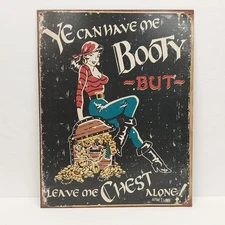 YE CAN HAVE ME
BOOTY
~BUT~
LEAVE ME CHEST ALONE!